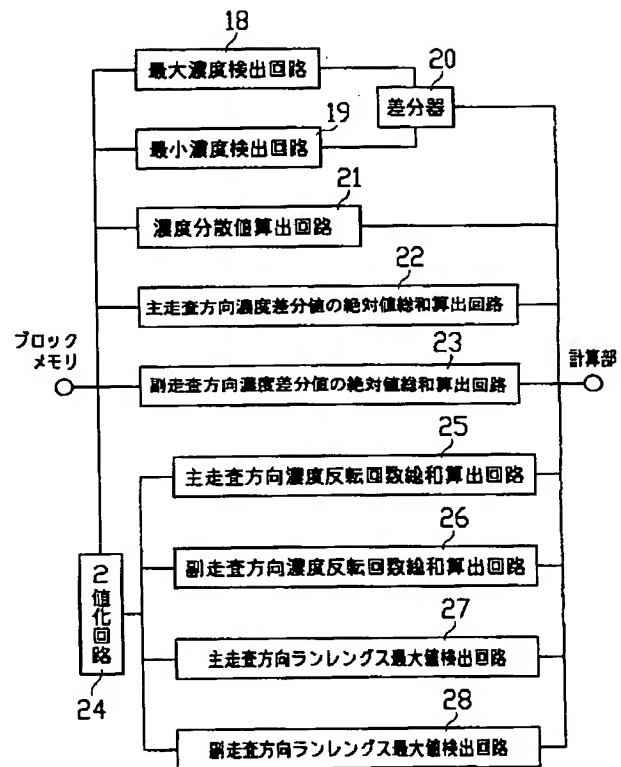 18
最大濃度検出回路
20
差分器
19
最小濃度検出回路
21
濃度分散値算出回路
22
主走査方向濃度差分値の絶対値総和算出回路
ブロック
メモリ
23
副走査方向濃度差分値の絶対値総和算出回路
計算部
25
主走査方向濃度反転回数総和算出回路
26
副走査方向濃度反転回数総和算出回路
2値化回路
24
27
主走査方向ランレングス最大値検出回路
28
副走査方向ランレングス最大値検出回路